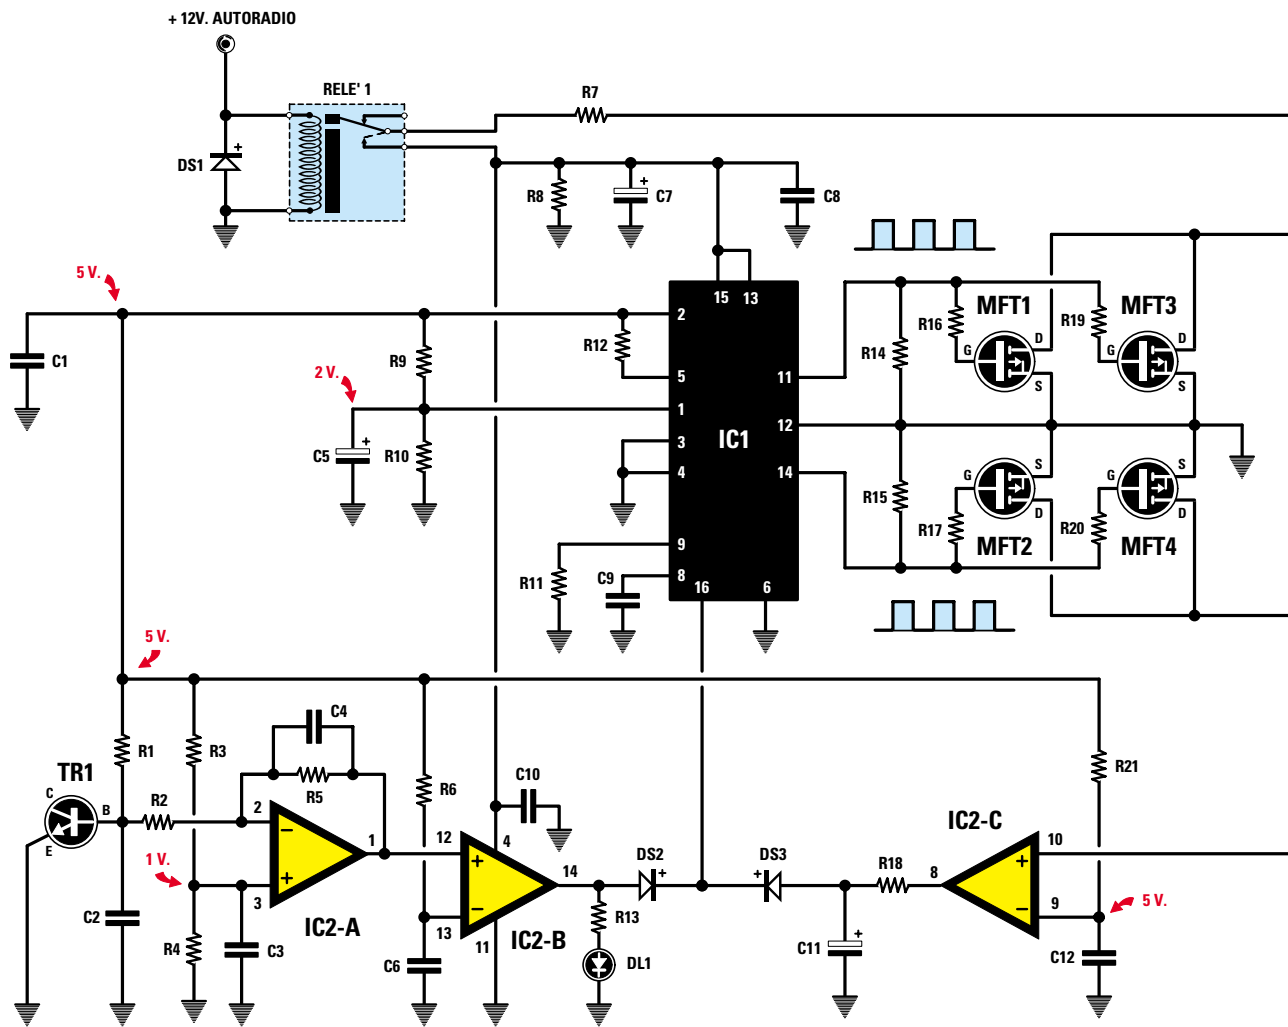 + 12V. AUTORADIO
RELE' 1
R7
DS1
+
R8
+
C7
C8
5 V.
C1
R9
R12
2 V.
C5
+
R10
15 13
2
5
1
3
4
9
8
16
6
11
12
14
IC1
R11
C9
R14
R15
R16
G
MFT1
D
S
R19
G
MFT3
D
S
G
S
D
R17
MFT2
G
S
D
R20
MFT4
5 V.
R1
R3
C4
R5
TR1
C
B
E
R2
2
−
+
3
1
IC2-A
1 V.
C2
R4
C3
R6
C10
12
+
−
13
4
11
14
IC2-B
C6
DS2
+
R13
DL1
DS3
+
R18
8
IC2-C
10
+
−
9
R21
5 V.
C11
+
C12